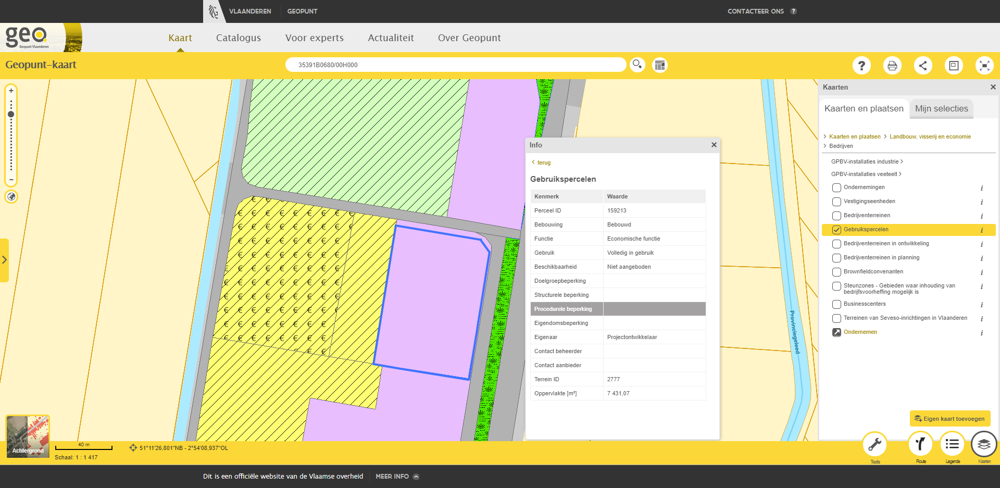 VLAANDEREN
GEOPUNT
CONTACTEER ONS ?
geo
Geopunt Vlaanderen
Kaart
Catalogus
Voor experts
Actualiteit
Over Geopunt
Geopunt-kaart
35391B0680/00H000
?
Kaarten
Kaarten en plaatsen
Mijn selecties
Kaarten en plaatsen > Landbouw, visserij en economie
> Bedrijven
GPBV-installaties industrie >
GPBV-installaties veeteelt >
Ondernemingen i
Vestigingseenheden i
Bedrijventerreinen i
Gebruikspercelen i
Bedrijventerreinen in ontwikkeling i
Bedrijventerreinen in planning i
Brownfieldconvenanten i
Steunzones - Gebieden waar inhouding van i
bedrijfsvoorheffing mogelijk is
Businesscenters i
Terreinen van Seveso-inrichtingen in Vlaanderen i
Ondernemen i
Eigen kaart toevoegen
Info
terug
Gebruikspercelen
Kenmerk Waarde
Perceel ID 159213
Bebouwing Bebouwd
Functie Economische functie
Gebruik Volledig in gebruik
Beschikbaarheid Niet aangeboden
Doelgroepbeperking
Structurele beperking
Procedurele beperking
Eigendomsbeperking
Eigenaar Projectontwikkelaar
Contact beheerder
Contact aanbieder
Terrein ID 2777
Oppervlakte [m²] 7 431,07
Provinciegeleed
Achtergrond
40 m
Schaal: 1 : 1 417
51°11'26,801"NB - 2°54'08,937"OL
Tools
Route
Legende
Kaarten
Dit is een officiële website van de Vlaamse overheid
MEER INFO